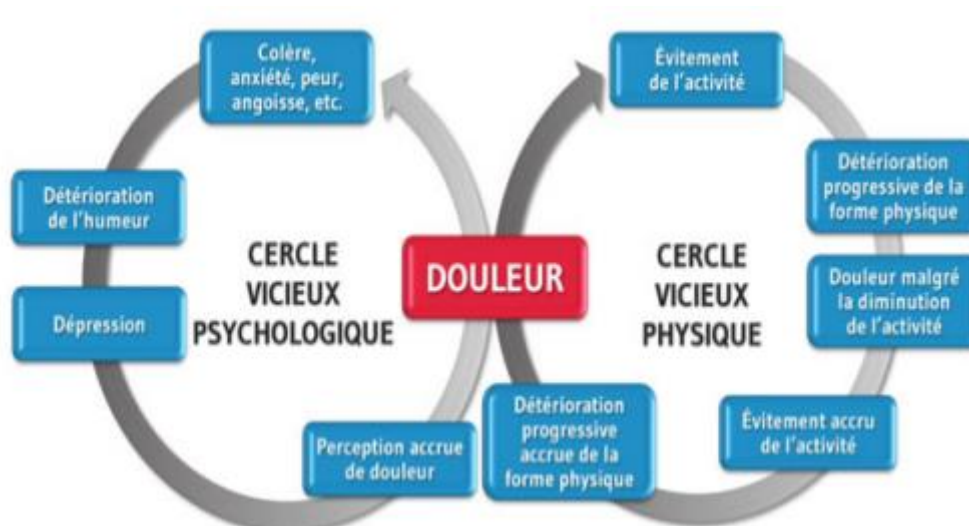 Colère,
anxiété, peur,
angoisse, etc.
Détérioration
de l'humeur
Dépression
Perception accrue
de douleur
CERCLE
VICIEUX
PSYCHOLOGIQUE
DOULEUR
CERCLE
VICIEUX
PHYSIQUE
Évitement
de l'activité
Détérioration
progressive de la
forme physique
Douleur malgré
la diminution
de l'activité
Évitement accru
de l'activité
Détérioration
progressive
accrue de la
forme physique